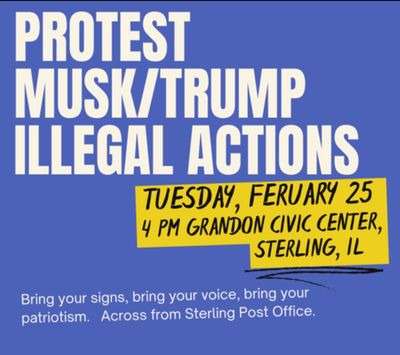 PROTEST
MUSK/TRUMP
ILLEGAL ACTIONS
TUESDAY, FERUARY 25
4 PM GRANDON CIVIC CENTER,
STERLING, IL
Bring your signs, bring your voice, bring your
patriotism. Across from Sterling Post Office.